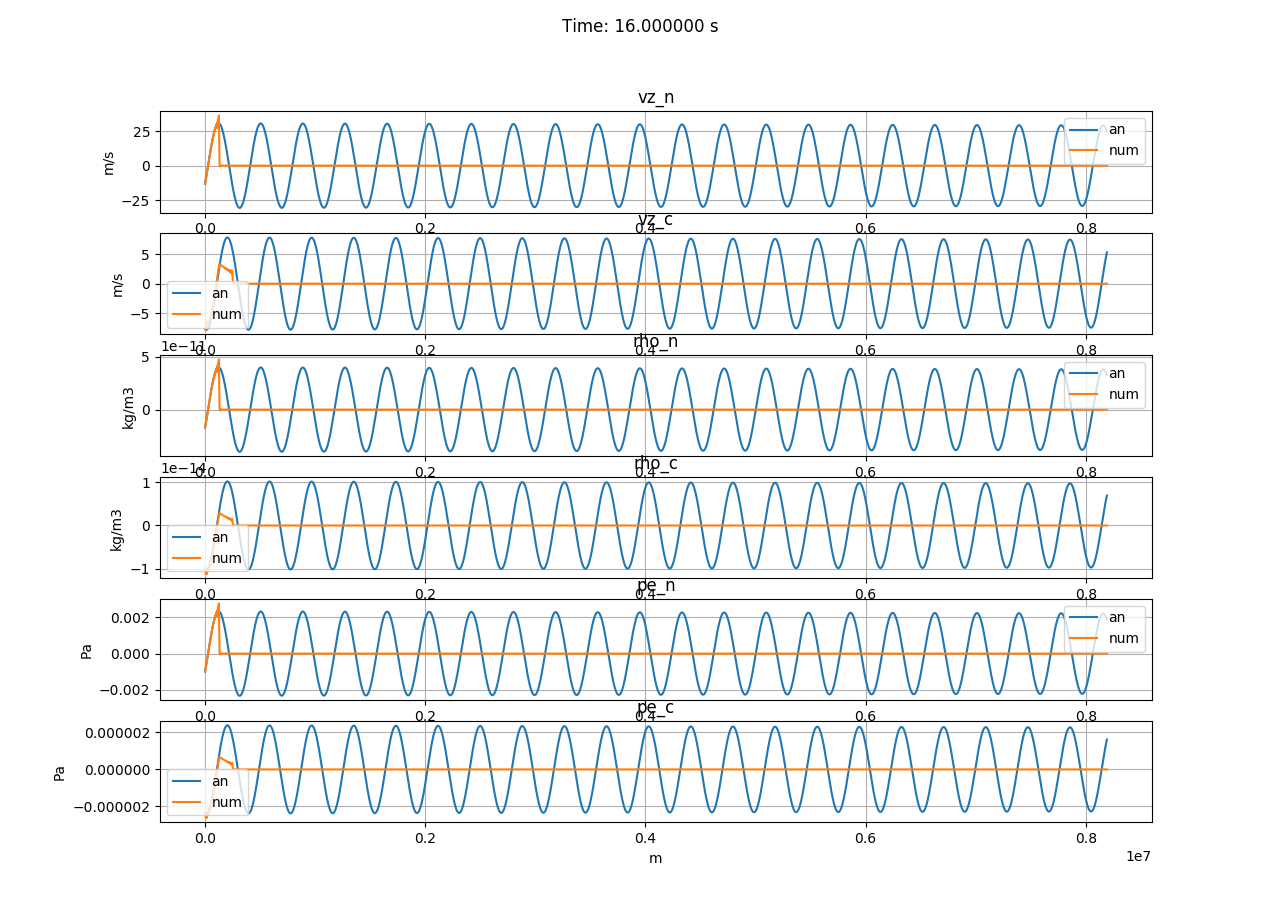 Time: 16.000000 s
vz_n
25
0
−25
m/s
an
num
0.0 0.2 0.4 0.6 0.8
vz_c
5
0
−5
m/s
an
num
0.0 0.2 0.4 0.6 0.8
1e−11
rho_n
5
0
kg/m3
an
num
0.0 0.2 0.4 0.6 0.8
1e−14
rho_c
1
0
−1
kg/m3
an
num
0.0 0.2 0.4 0.6 0.8
pe_n
0.002
0.000
−0.002
Pa
an
num
0.0 0.2 0.4 0.6 0.8
pe_c
0.000002
0.000000
−0.000002
Pa
an
num
0.0 0.2 0.4 0.6 0.8
m
1e7